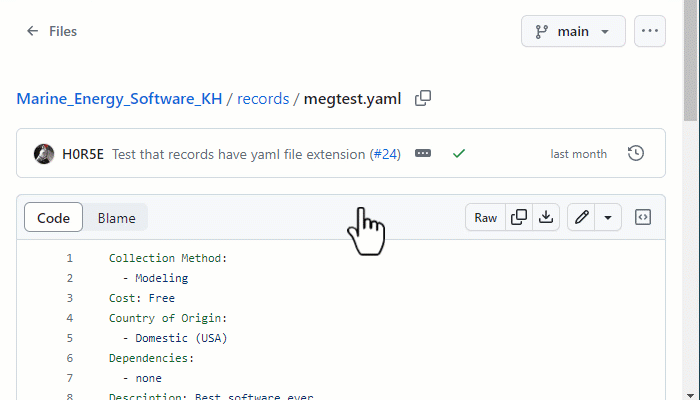 Files
main
Marine_Energy_Software_KH / records / megtest.yaml
H0R5E Test that records have yaml file extension (#24)
last month
Code
Blame
Raw
1 Collection Method:
2 - Modeling
3 Cost: Free
4 Country of Origin:
5 - Domestic (USA)
6 Dependencies:
7 - none
8 Description: Best software ever